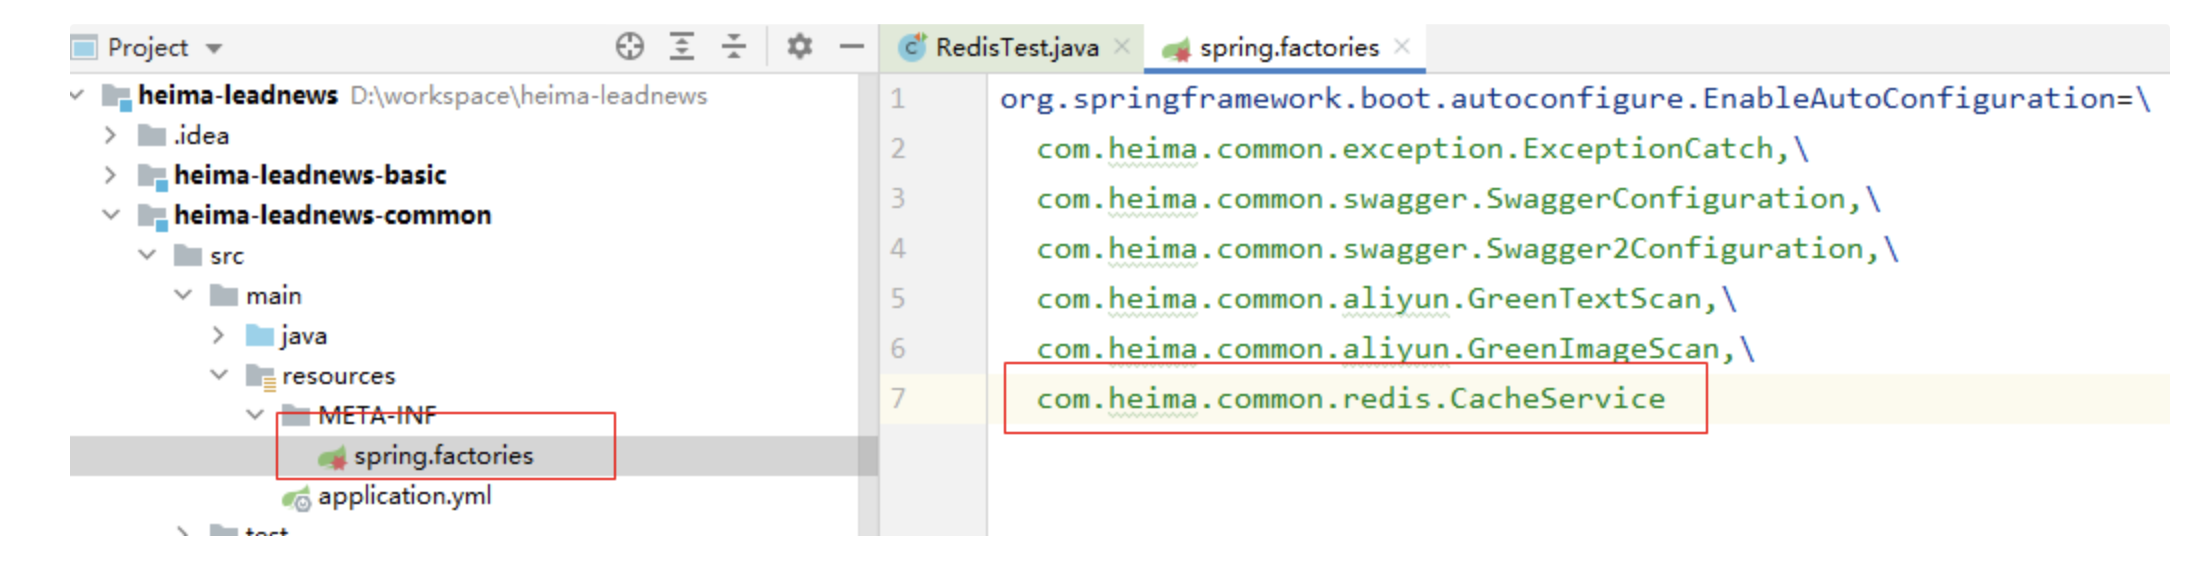 Project
heima-leadnews D:\workspace\heima-leadnews
.idea
heima-leadnews-basic
heima-leadnews-common
src
main
java
resources
META-INF
spring.factories
application.yml
test
RedisTest.java
spring.factories
1 org.springframework.boot.autoconfigure.EnableAutoConfiguration=\
2 com.heima.common.exception.ExceptionCatch,\
3 com.heima.common.swagger.SwaggerConfiguration,\
4 com.heima.common.swagger.Swagger2Configuration,\
5 com.heima.common.aliyun.GreenTextScan,\
6 com.heima.common.aliyun.GreenImageScan,\
7 com.heima.common.redis.CacheService